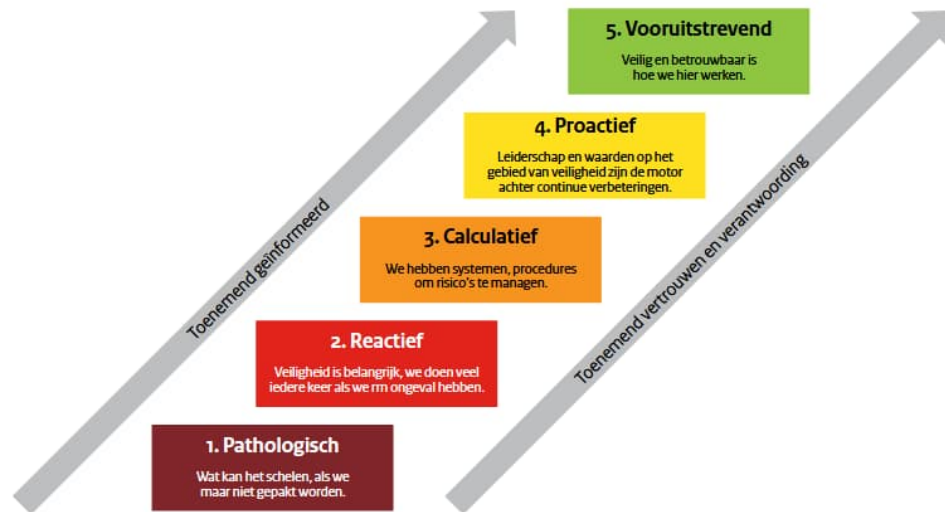 5. Vooruitstrevend
Veilig en betrouwbaar is
hoe we hier werken.
4. Proactief
Leiderschap en waarden op het
gebied van veiligheid zijn de motor
achter continue verbeteringen.
3. Calculatief
We hebben systemen, procedures
om risico's te managen.
2. Reactief
Veiligheid is belangrijk, we doen veel
iedere keer als we rm ongeval hebben.
1. Pathologisch
Wat kan het schelen, als we
maar niet gepakt worden.
Toenemend geïnformeerd
Toenemend vertrouwen en verantwoording